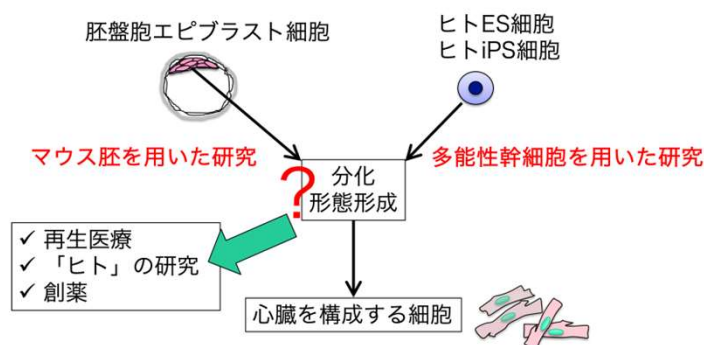 胚盤胞エピブラスト細胞
ヒトES細胞
ヒトiPS細胞
マウス胚を用いた研究
多能性幹細胞を用いた研究
?
分化
形態形成
✓ 再生医療
✓ 「ヒト」の研究
✓ 創薬
心臓を構成する細胞